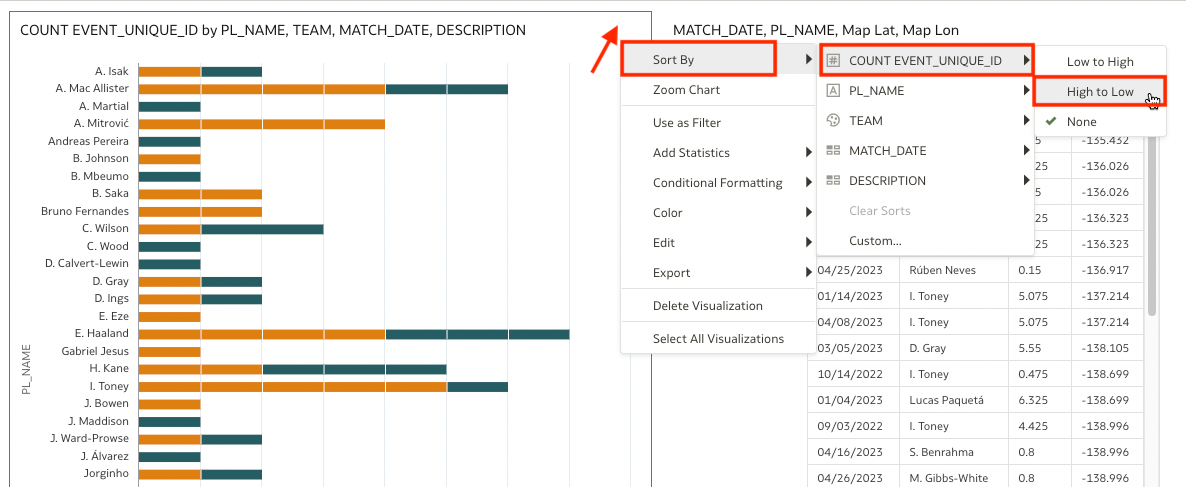 COUNT EVENT_UNIQUE_ID by PL_NAME, TEAM, MATCH_DATE, DESCRIPTION
PL_NAME
A. Isak
A. Mac Allister
A. Martial
A. Mitrović
Andreas Pereira
B. Johnson
B. Mbeumo
B. Saka
Bruno Fernandes
C. Wilson
C. Wood
D. Calvert-Lewin
D. Gray
D. Ings
E. Eze
E. Haaland
Gabriel Jesus
H. Kane
I. Toney
J. Bowen
J. Maddison
J. Ward-Prowse
J. Álvarez
Jorginho
MATCH_DATE, PL_NAME, Map Lat, Map Lon
Sort By
Zoom Chart
Use as Filter
Add Statistics
Conditional Formatting
Color
Edit
Export
Delete Visualization
Select All Visualizations
# COUNT EVENT_UNIQUE_ID
A PL_NAME
TEAM
MATCH_DATE
DESCRIPTION
Clear Sorts
Custom...
Low to High
High to Low
None
5 -135.432
25 -136.026
5 -136.026
25 -136.323
25 -136.323
04/25/2023 Rúben Neves 0.15 -136.917
01/14/2023 I. Toney 5.075 -137.214
04/08/2023 I. Toney 5.075 -137.214
03/05/2023 D. Gray 5.55 -138.105
10/14/2022 I. Toney 0.475 -138.699
01/04/2023 Lucas Paquetá 6.325 -138.699
09/03/2022 I. Toney 4.425 -138.996
04/16/2023 S. Benrahma 0.8 -138.996
04/26/2023 M. Gibbs-White 0.8 -138.996